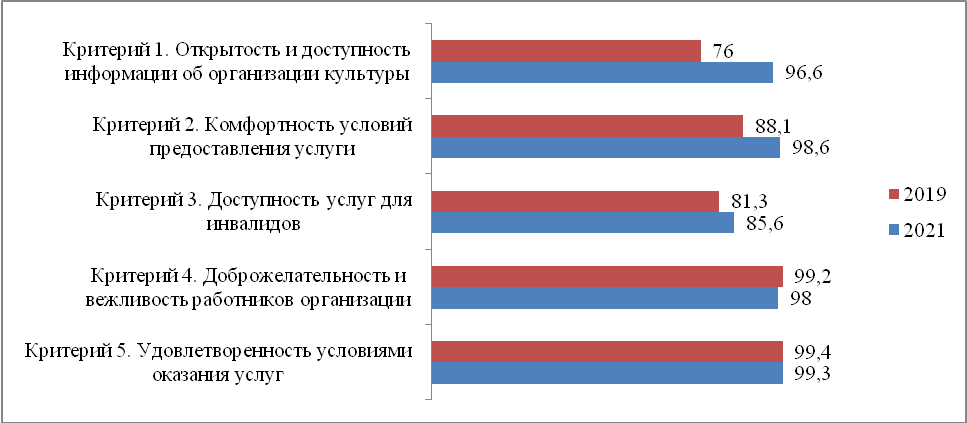 Критерий 1. Открытость и доступность
информации об организации культуры
76
96,6
Критерий 2. Комфортность условий
предоставления услуги
88,1
98,6
Критерий 3. Доступность услуг для
инвалидов
81,3
85,6
Критерий 4. Доброжелательность и
вежливость работников организации
99,2
98
Критерий 5. Удовлетворенность условиями
оказания услуг
99,4
99,3
2019
2021